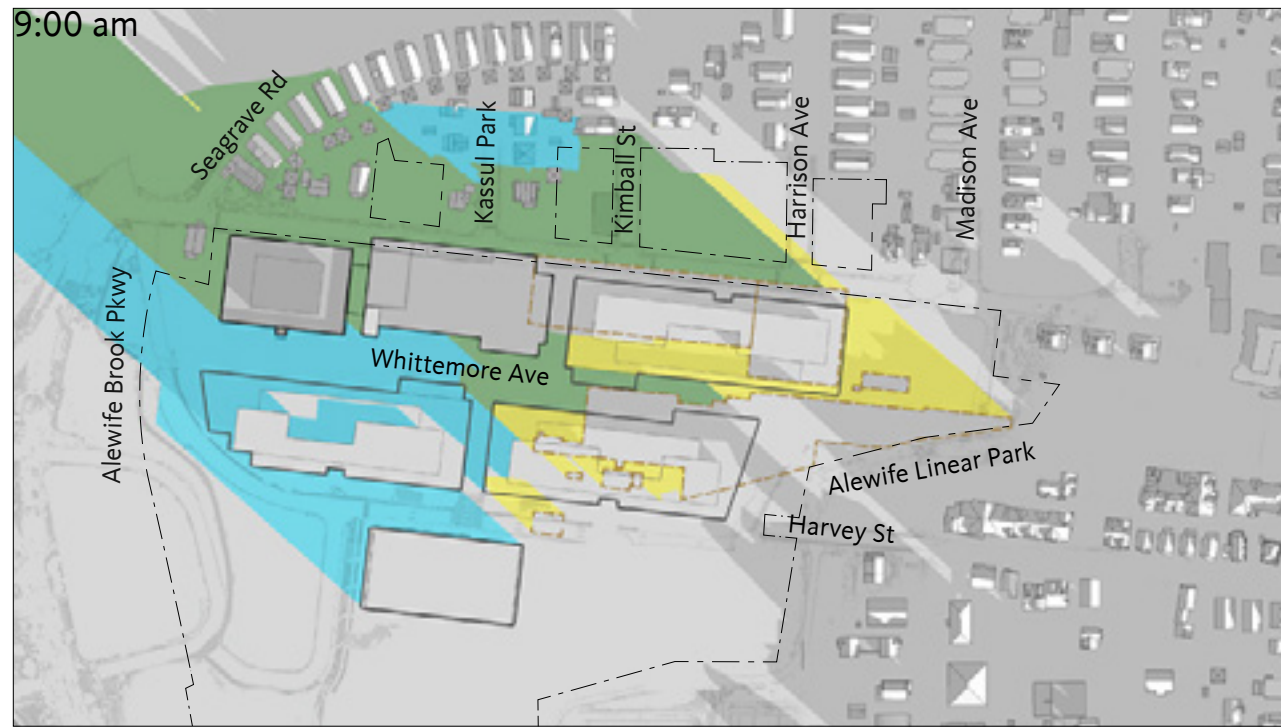 9:00 am
Seagrave Rd
Kassul Park
Kimball St
Harrison Ave
Madison Ave
Alewife Brook Pkwy
Whittemore Ave
Alewife Linear Park
Harvey St